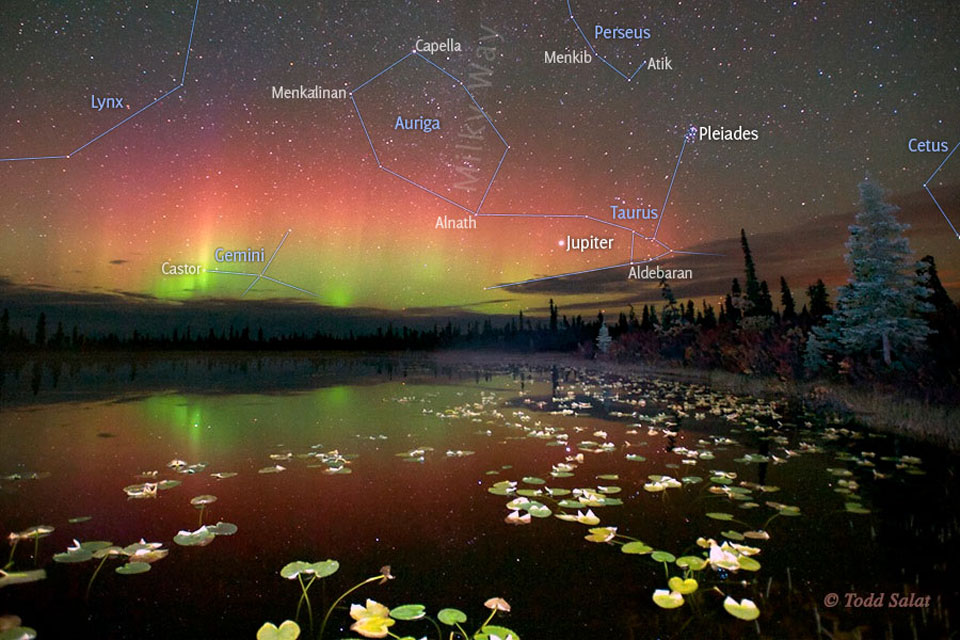 Perseus
Capella
Menkib
Atik
Menkalinan
Lynx
Auriga
Milky Way
Pleiades
Cetus
Alnath
Taurus
Jupiter
Gemini
Castor
Aldebaran
© Todd Salat